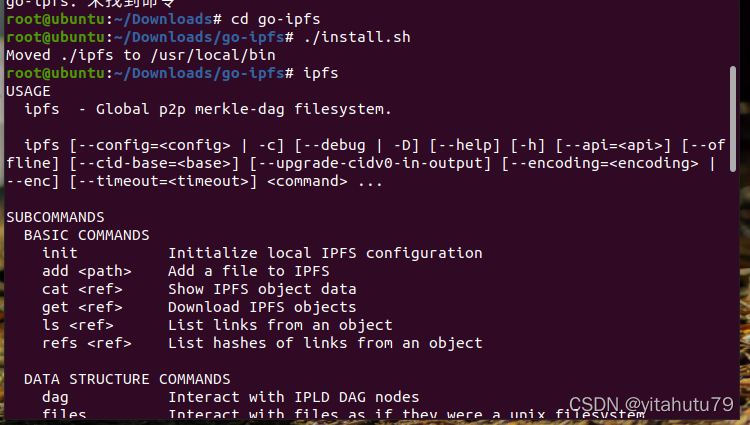 go-ipfs: 未找到命令
root@ubuntu:~/Downloads# cd go-ipfs
root@ubuntu:~/Downloads/go-ipfs# ./install.sh
Moved ./ipfs to /usr/local/bin
root@ubuntu:~/Downloads/go-ipfs# ipfs
USAGE
  ipfs  - Global p2p merkle-dag filesystem.

  ipfs [--config=<config> | -c] [--debug | -D] [--help] [-h] [--api=<api>] [--of
fline] [--cid-base=<base>] [--upgrade-cidv0-in-output] [--encoding=<encoding> |
--enc] [--timeout=<timeout>] <command> ...

SUBCOMMANDS
  BASIC COMMANDS
    init          Initialize local IPFS configuration
    add <path>    Add a file to IPFS
    cat <ref>     Show IPFS object data
    get <ref>     Download IPFS objects
    ls <ref>      List links from an object
    refs <ref>    List hashes of links from an object

  DATA STRUCTURE COMMANDS
    dag           Interact with IPLD DAG nodes
    files         Interact with files as if they were a unix filesystem
CSDN @yitahutu79